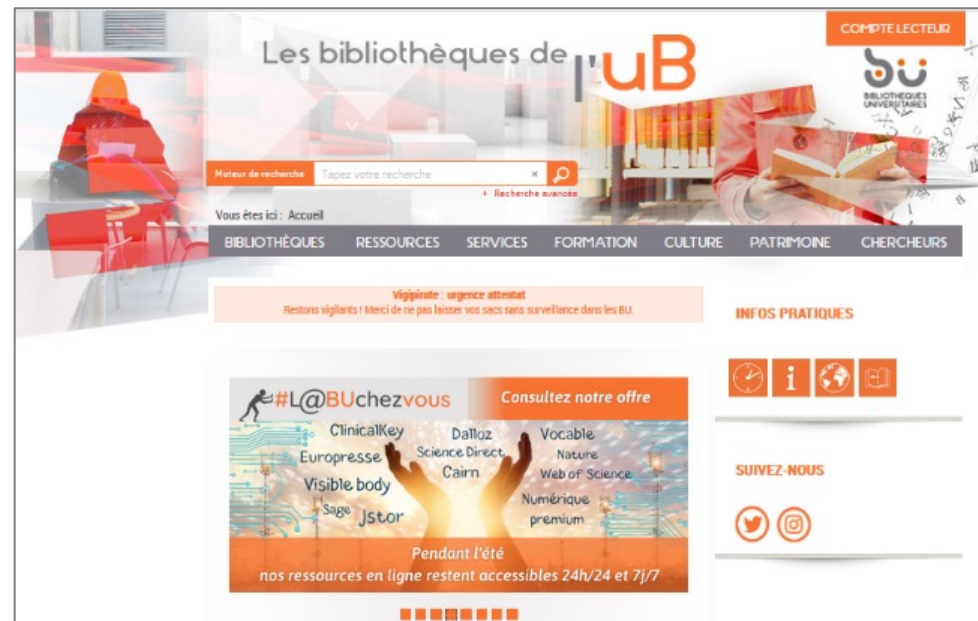 COMPTE LECTEUR
Les bibliothèques de l'uB
bu
BIBLIOTHEQUES
UNIVERSITAIRES
Moteur de recherche Tapez votre recherche ×
+ Recherche avancée
Vous êtes ici : Accueil
BIBLIOTHÈQUES RESSOURCES SERVICES FORMATION CULTURE PATRIMOINE CHERCHEURS
Vigipirate : urgence attentat
Restons vigilants ! Merci de ne pas laisser vos sacs sans surveillance dans les BU.
INFOS PRATIQUES
#L@BUchezvous
Consultez notre offre
ClinicalKey
Dalloz
Vocable
Europresse
Science Direct
Nature
Cairn
Web of Science
Visible body
Numérique
premium
Sage
Jstor
Pendant l'été
nos ressources en ligne restent accessibles 24h/24 et 7j/7
SUIVEZ-NOUS